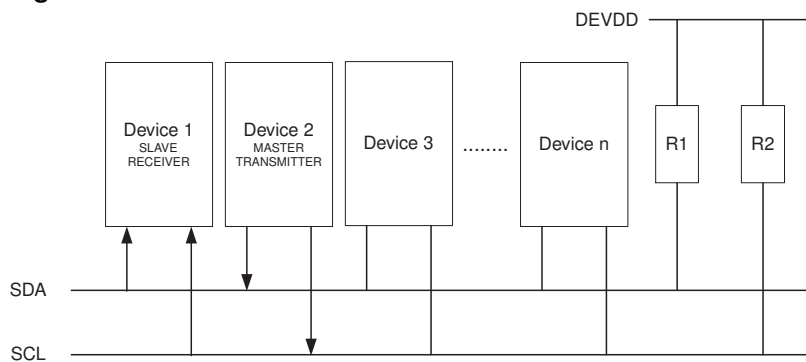 DEVDD
Device 1
SLAVE
RECEIVER
Device 2
MASTER
TRANSMITTER
Device 3
........
Device n
R1
R2
SDA
SCL